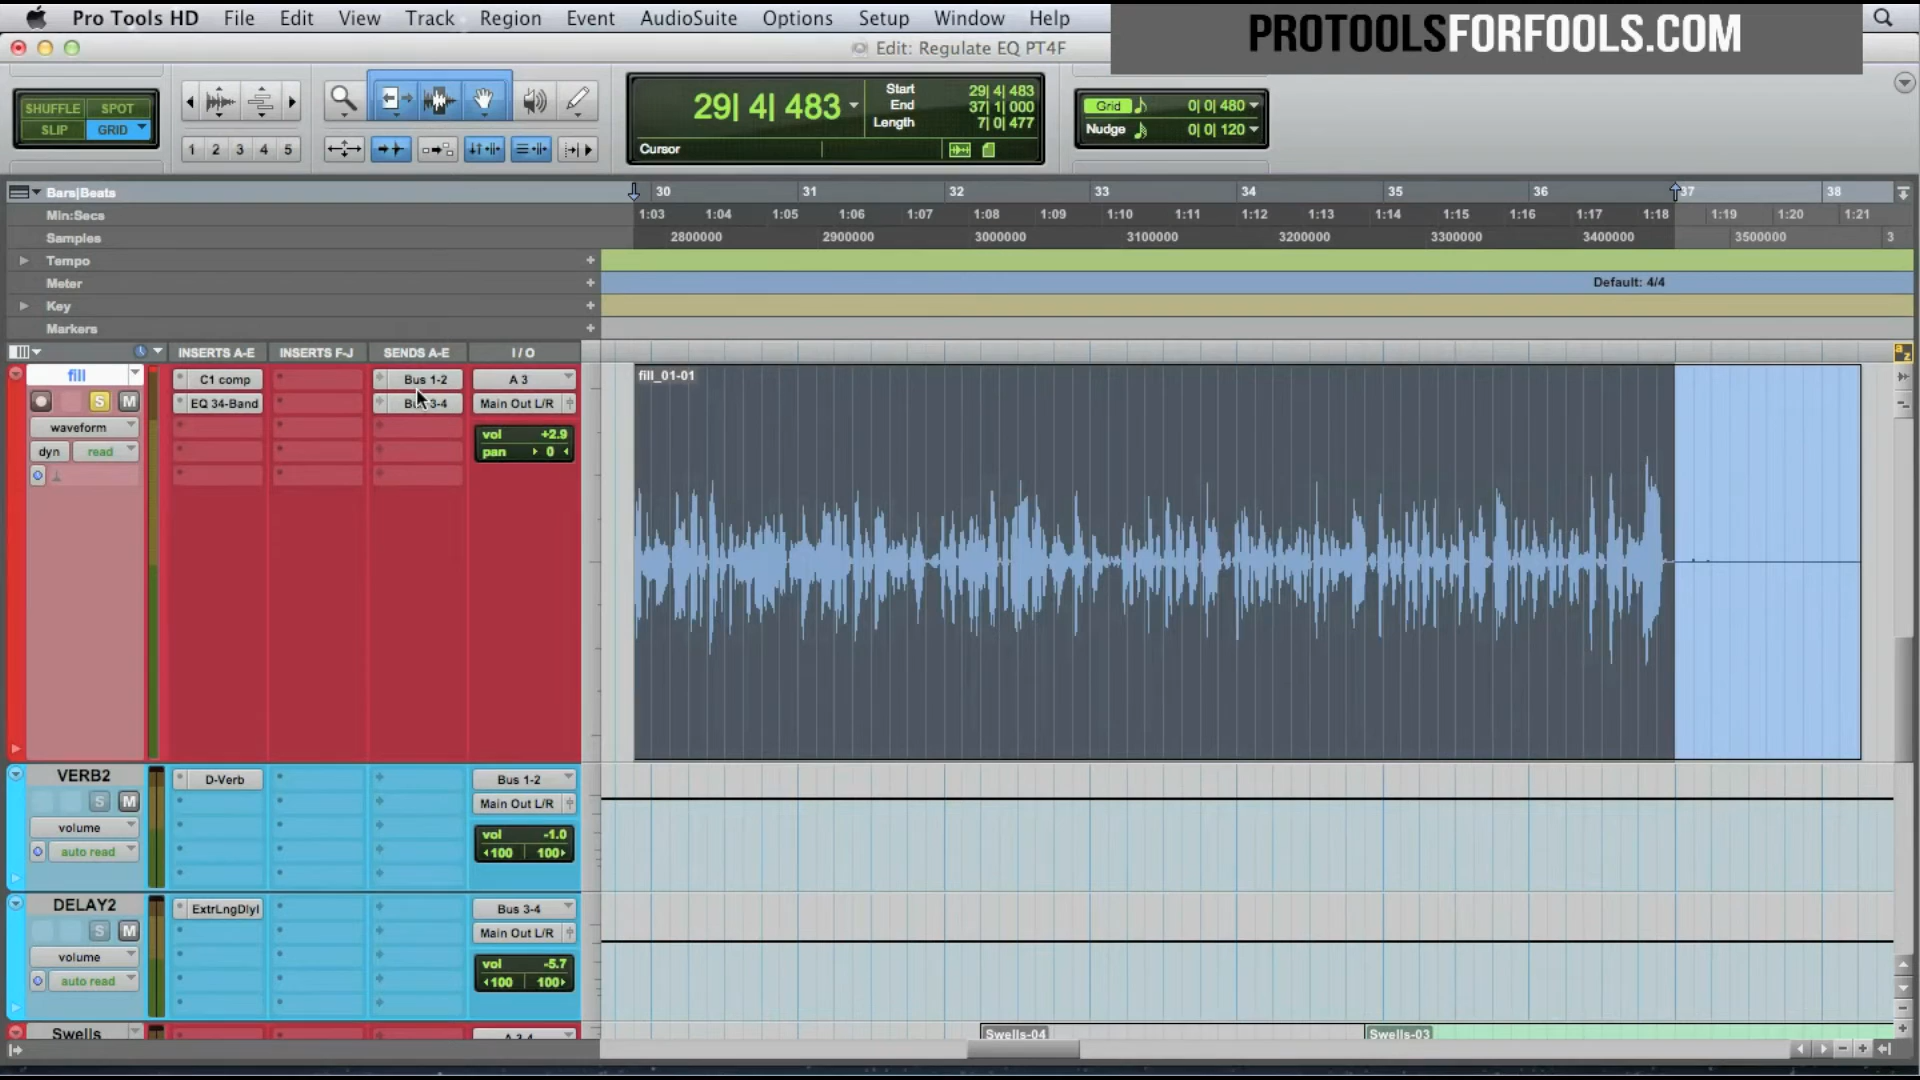 Pro Tools HD File Edit View Track Region Event AudioSuite Options Setup Window Help
PROTOOLSFORFOOLS.COM
Edit: Regulate EQ PT4F
SHUFFLE SPOT
SLIP GRID
1 2 3 4 5
29| 4| 483
Start 29| 4| 483
End 37| 1| 000
Length 7| 0| 477
Cursor
Grid 0| 0| 480
Nudge 0| 0| 120
Bars|Beats 30 31 32 33 34 35 36 37 38
Min:Secs 1:03 1:04 1:05 1:06 1:07 1:08 1:09 1:10 1:11 1:12 1:13 1:14 1:15 1:16 1:17 1:18 1:19 1:20 1:21
Samples 2800000 2900000 3000000 3100000 3200000 3300000 3400000 3500000 3
Tempo
Meter Default: 4/4
Key
Markers
INSERTS A-E INSERTS F-J SENDS A-E I / O
a z
fill C1 comp Bus 1-2 A 3
fill_01-01
S M EQ 34-Band 3-4 Main Out L/R
waveform
vol +2.9
dyn read pan 0
VERB2 D-Verb Bus 1-2
S M Main Out L/R
volume vol -1.0
auto read 100 100
DELAY2 ExtrLngDlyl Bus 3-4
S M Main Out L/R
volume vol -5.7
auto read 100 100
Swells Swells-04 Swells-03